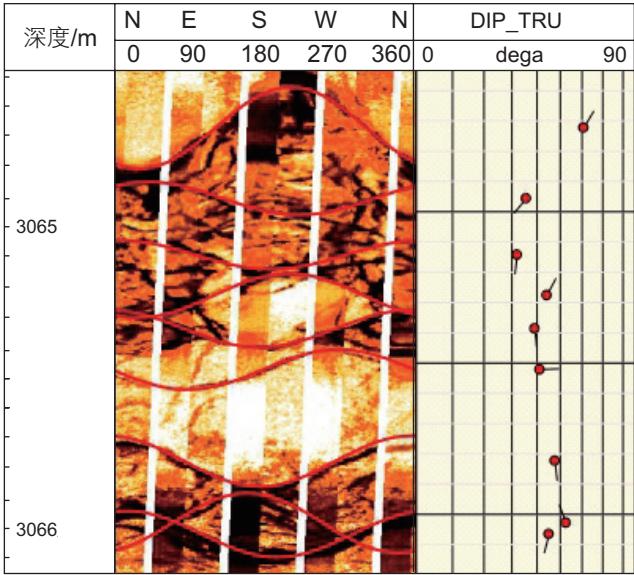 深度/m
N E S W N
0 90 180 270 360
DIP_TRU
0 dega 90
3065
3066